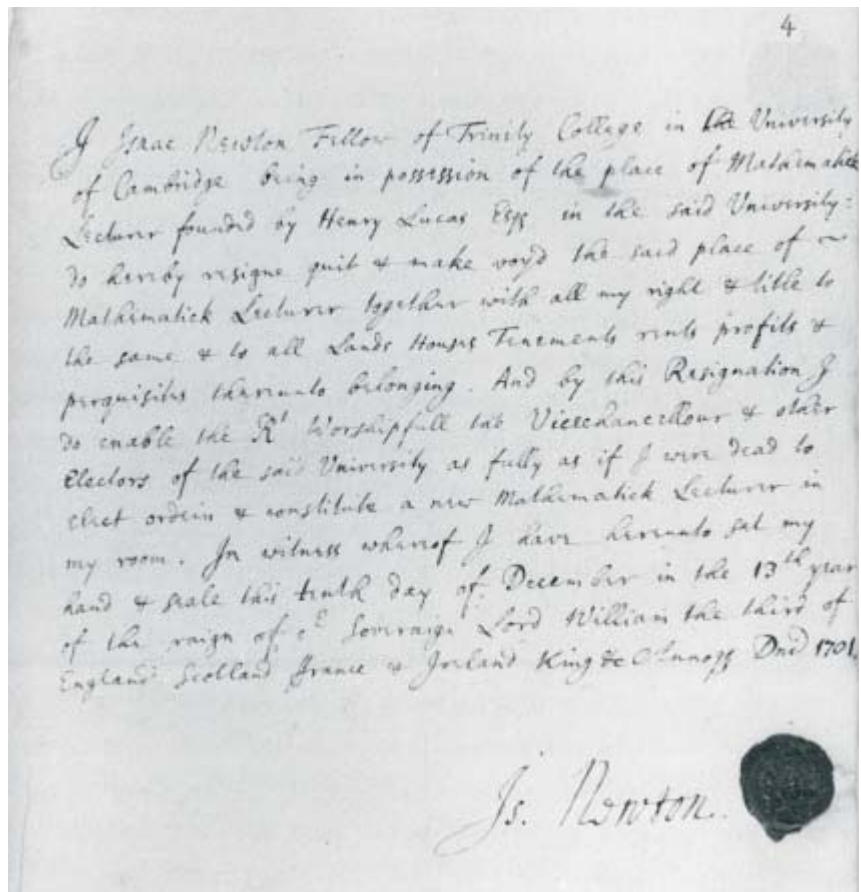 4
I Isaac Newton Fellow of Trinity College in the University
of Cambridge being in possession of the place of Mathematick
Lecturer founded by Henry Lucas Esqr in the said University:
do hereby resigne quit & make voyd the said place of ~
Mathematick Lecturer together with all my right & title to
the same & to all Lands Houses Tenements rents profits &
perquisites thereunto belonging. And by this Resignation I
do enable the Rt Worshipfull the Vicechancellour & other
Electors of the said University as fully as if I were dead to
elect ordein & constitute a new Mathematick Lecturer in
my room. In witness whereof I have hereunto set my
hand & seale this tenth day of December in the 13th year
of the raign of Soveraign Lord William the third of
England Scotland France & Ireland King &c Dni 1701.
Is. Newton.